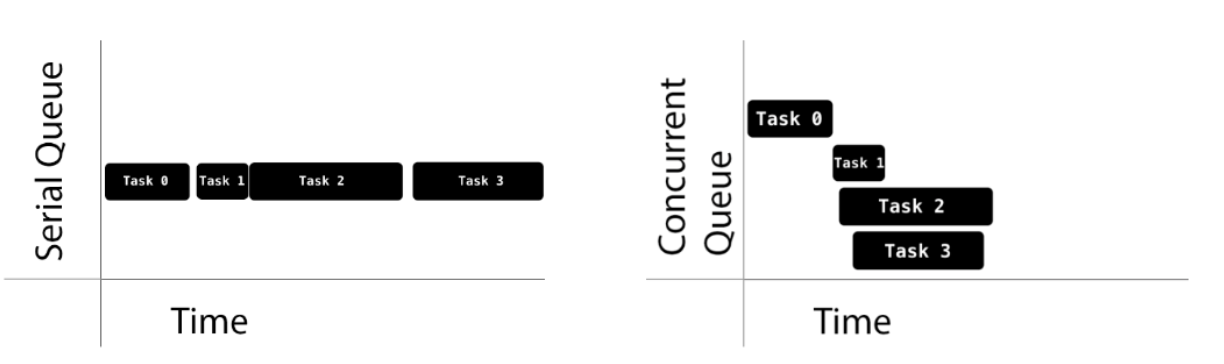 Serial Queue
Task 0
Task 1
Task 2
Task 3
Time
Concurrent
Queue
Task 0
Task 1
Task 2
Task 3
Time